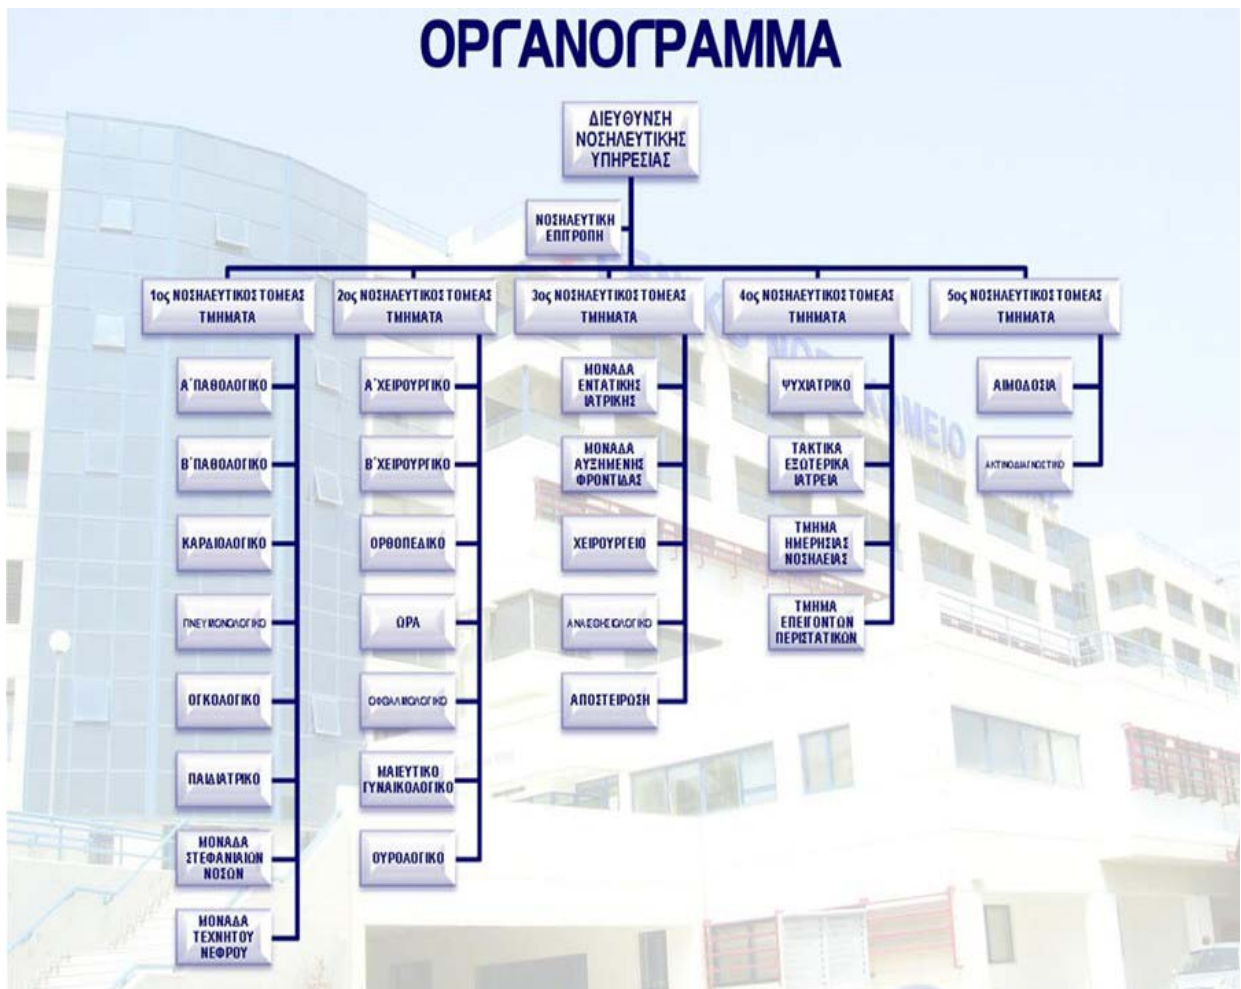 ΟΡΓΑΝΟΓΡΑΜΜΑ
ΔΙΕΥΘΥΝΣΗ
ΝΟΣΗΛΕΥΤΙΚΗΣ
ΥΠΗΡΕΣΙΑΣ
ΝΟΣΗΛΕΥΤΙΚΗ
ΕΠΙΤΡΟΠΗ
1ος ΝΟΣΗΛΕΥΤΙΚΟΣ ΤΟΜΕΑΣ
ΤΜΗΜΑΤΑ
Α΄ΠΑΘΟΛΟΓΙΚΟ
Β΄ΠΑΘΟΛΟΓΙΚΟ
ΚΑΡΔΙΟΛΟΓΙΚΟ
ΠΝΕΥΜΟΝΟΛΟΓΙΚΟ
ΟΓΚΟΛΟΓΙΚΟ
ΠΑΙΔΙΑΤΡΙΚΟ
ΜΟΝΑΔΑ
ΣΤΕΦΑΝΙΑΙΩΝ
ΝΟΣΩΝ
ΜΟΝΑΔΑ
ΤΕΧΝΗΤΟΥ
ΝΕΦΡΟΥ
2ος ΝΟΣΗΛΕΥΤΙΚΟΣ ΤΟΜΕΑΣ
ΤΜΗΜΑΤΑ
Α΄ΧΕΙΡΟΥΡΓΙΚΟ
Β΄ΧΕΙΡΟΥΡΓΙΚΟ
ΟΡΘΟΠΕΔΙΚΟ
ΩΡΛ
ΟΦΘΑΛΜΟΛΟΓΙΚΟ
ΜΑΙΕΥΤΙΚΟ
ΓΥΝΑΙΚΟΛΟΓΙΚΟ
ΟΥΡΟΛΟΓΙΚΟ
3ος ΝΟΣΗΛΕΥΤΙΚΟΣ ΤΟΜΕΑΣ
ΤΜΗΜΑΤΑ
ΜΟΝΑΔΑ
ΕΝΤΑΤΙΚΗΣ
ΙΑΤΡΙΚΗΣ
ΜΟΝΑΔΑ
ΑΥΞΗΜΕΝΗΣ
ΦΡΟΝΤΙΔΑΣ
ΧΕΙΡΟΥΡΓΕΙΟ
ΑΝΑΙΣΘΗΣΙΟΛΟΓΙΚΟ
ΑΠΟΣΤΕΙΡΩΣΗ
4ος ΝΟΣΗΛΕΥΤΙΚΟΣ ΤΟΜΕΑΣ
ΤΜΗΜΑΤΑ
ΨΥΧΙΑΤΡΙΚΟ
ΤΑΚΤΙΚΑ
ΕΞΩΤΕΡΙΚΑ
ΙΑΤΡΕΙΑ
ΤΜΗΜΑ
ΗΜΕΡΗΣΙΑΣ
ΝΟΣΗΛΕΙΑΣ
ΤΜΗΜΑ
ΕΠΕΙΓΟΝΤΩΝ
ΠΕΡΙΣΤΑΤΙΚΩΝ
5ος ΝΟΣΗΛΕΥΤΙΚΟΣ ΤΟΜΕΑΣ
ΤΜΗΜΑΤΑ
ΑΙΜΟΔΟΣΙΑ
ΑΚΤΙΝΟΔΙΑΓΝΩΣΤΙΚΟ